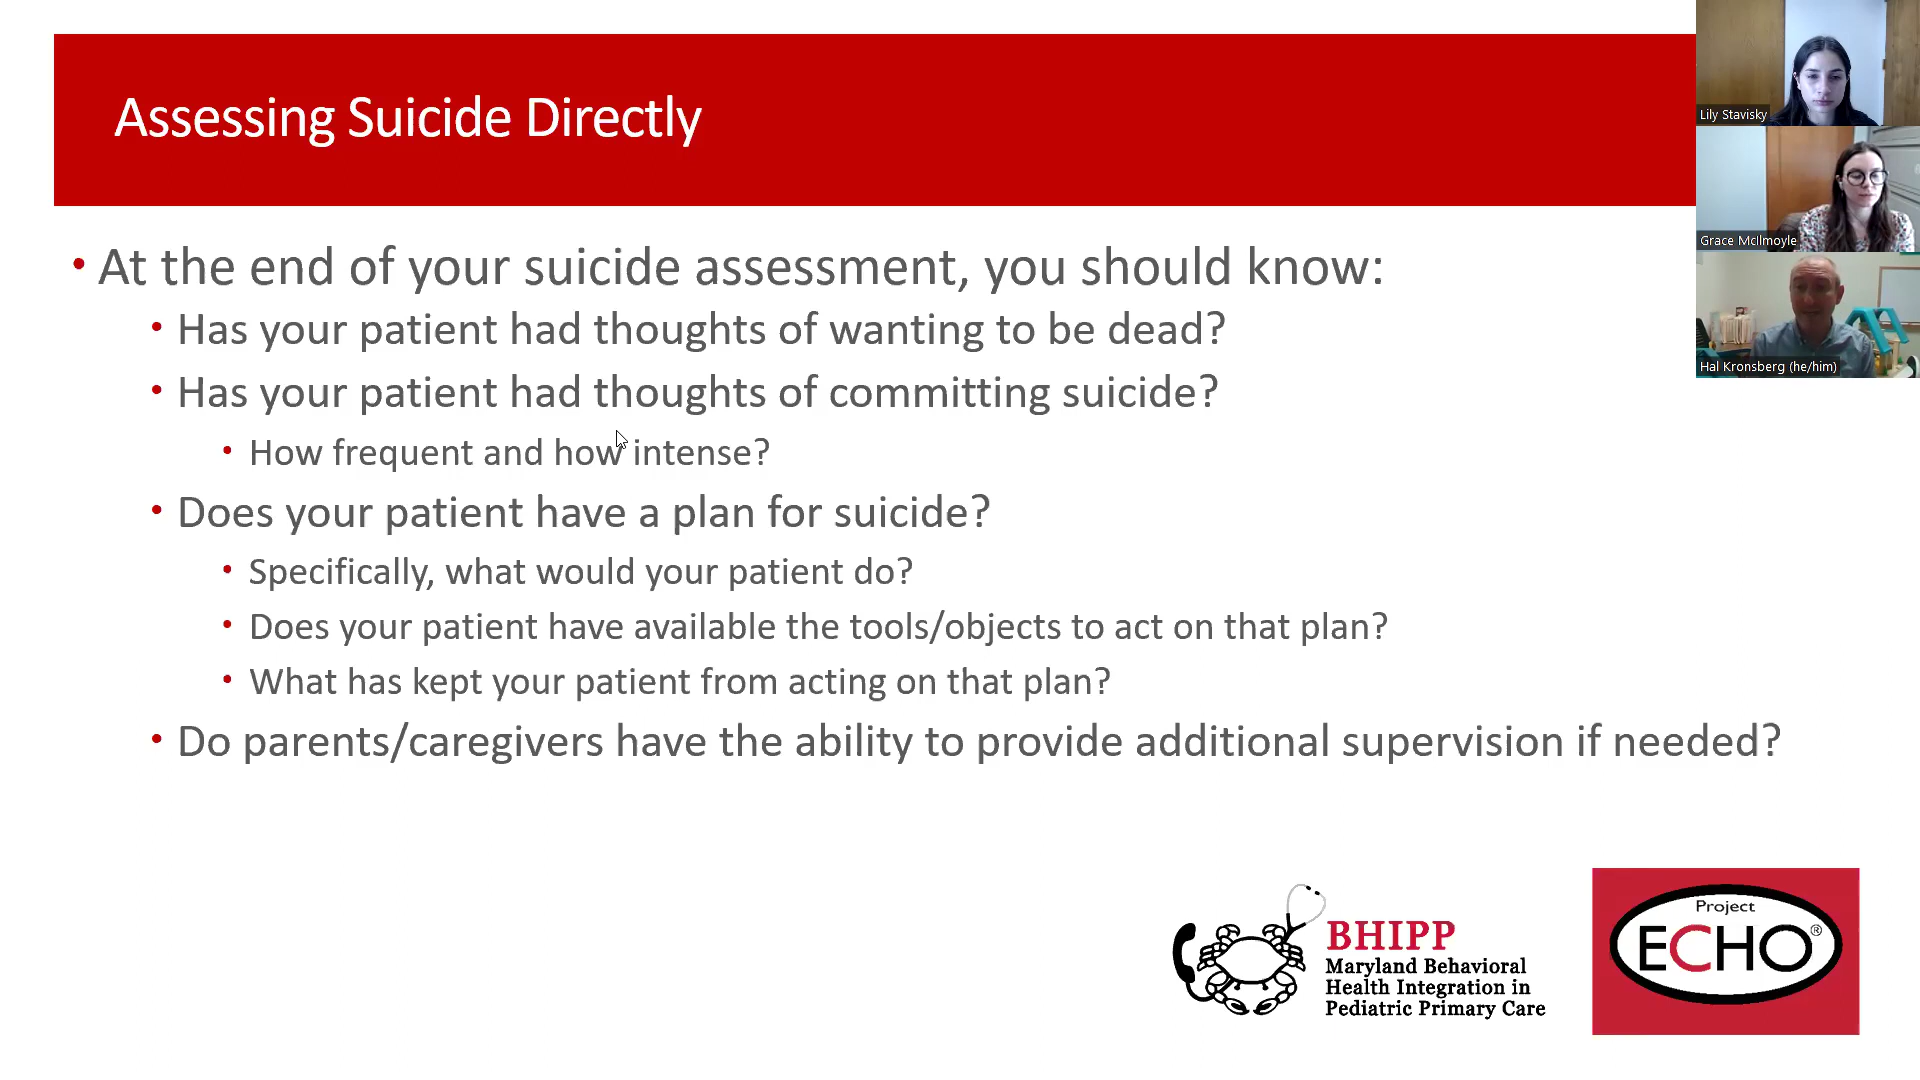 Assessing Suicide Directly
• At the end of your suicide assessment, you should know:
• Has your patient had thoughts of wanting to be dead?
• Has your patient had thoughts of committing suicide?
• How frequent and how intense?
• Does your patient have a plan for suicide?
• Specifically, what would your patient do?
• Does your patient have available the tools/objects to act on that plan?
• What has kept your patient from acting on that plan?
• Do parents/caregivers have the ability to provide additional supervision if needed?
Lily Stavisky
Grace McIlmoyle
Hal Kronsberg (he/him)
BHIPP
Maryland Behavioral
Health Integration in
Pediatric Primary Care
Project
ECHO®